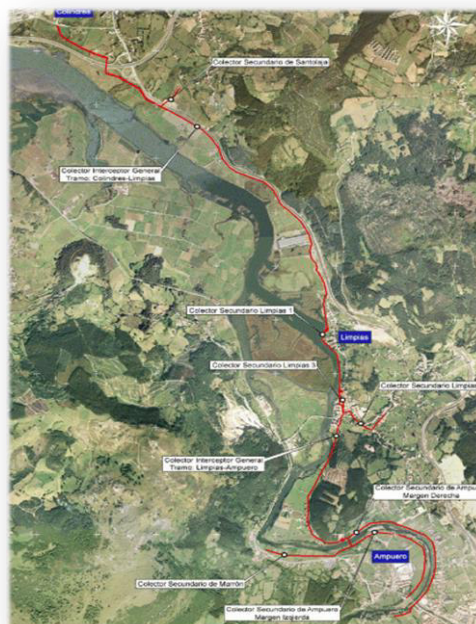 Colindres
Colector Secundario de Santolaja
Colector Interceptor General
Tramo: Colindres-Limpias
Colector Secundario Limpias 1
Limpias
Colector Secundario Limpias 3
Colector Secundario Limpias
Colector Interceptor General
Tramo: Limpias-Ampuero
Colector Secundario de Ampue
Margen Derecha
Ampuero
Colector Secundario de Marrón
Colector Secundario de Ampuero
Margen Izquierda